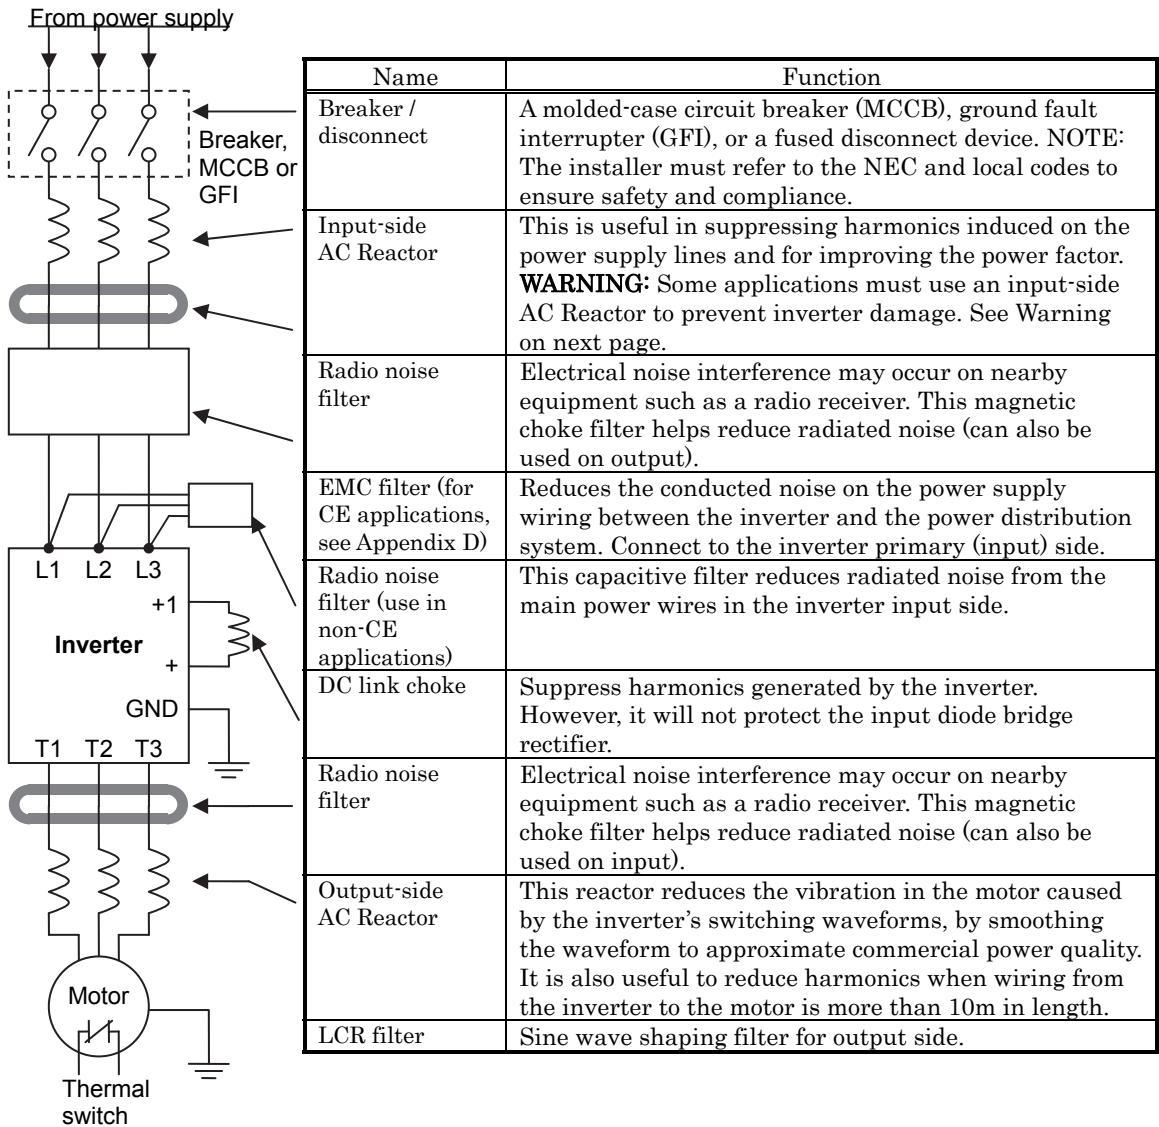 From power supply
Breaker,
MCCB or
GFI
L1 L2 L3
+1
Inverter
+
GND
T1 T2 T3
Motor
Thermal
switch
Name Function
Breaker /
disconnect
A molded-case circuit breaker (MCCB), ground fault
interrupter (GFI), or a fused disconnect device. NOTE:
The installer must refer to the NEC and local codes to
ensure safety and compliance.
Input-side
AC Reactor
This is useful in suppressing harmonics induced on the
power supply lines and for improving the power factor.
WARNING: Some applications must use an input-side
AC Reactor to prevent inverter damage. See Warning
on next page.
Radio noise
filter
Electrical noise interference may occur on nearby
equipment such as a radio receiver. This magnetic
choke filter helps reduce radiated noise (can also be
used on output).
EMC filter (for
CE applications,
see Appendix D)
Reduces the conducted noise on the power supply
wiring between the inverter and the power distribution
system. Connect to the inverter primary (input) side.
Radio noise
filter (use in
non-CE
applications)
This capacitive filter reduces radiated noise from the
main power wires in the inverter input side.
DC link choke
Suppress harmonics generated by the inverter.
However, it will not protect the input diode bridge
rectifier.
Radio noise
filter
Electrical noise interference may occur on nearby
equipment such as a radio receiver. This magnetic
choke filter helps reduce radiated noise (can also be
used on input).
Output-side
AC Reactor
This reactor reduces the vibration in the motor caused
by the inverter's switching waveforms, by smoothing
the waveform to approximate commercial power quality.
It is also useful to reduce harmonics when wiring from
the inverter to the motor is more than 10m in length.
LCR filter
Sine wave shaping filter for output side.